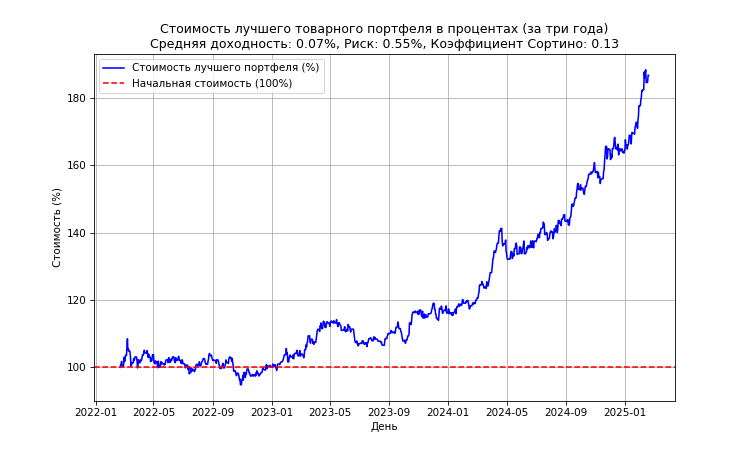 Стоимость лучшего товарного портфеля в процентах (за три года)
Средняя доходность: 0.07%, Риск: 0.55%, Коэффициент Сортино: 0.13
Стоимость лучшего портфеля (%)
Начальная стоимость (100%)
Стоимость (%)
180
160
140
120
100
2022-01 2022-05 2022-09 2023-01 2023-05 2023-09 2024-01 2024-05 2024-09 2025-01
День